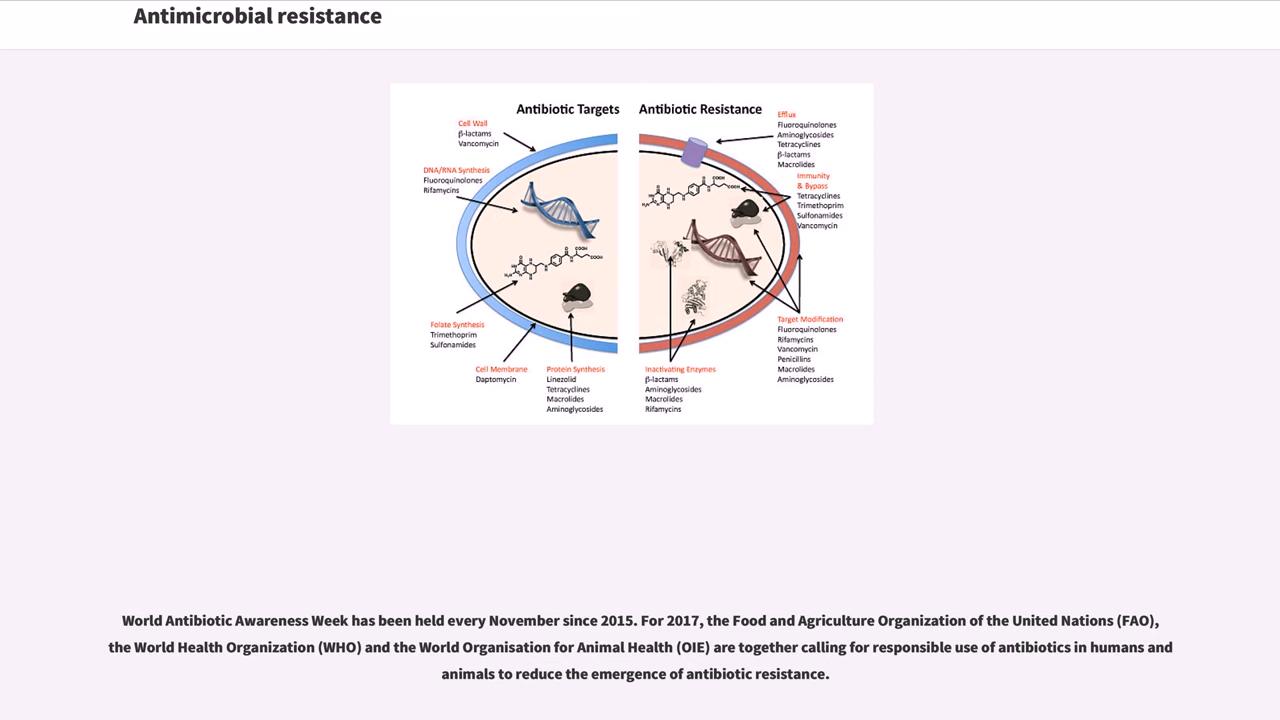 Antimicrobial resistance
Antibiotic Targets
Cell Wall
β-lactams
Vancomycin
DNA/RNA Synthesis
Fluoroquinolones
Rifamycins
Folate Synthesis
Trimethoprim
Sulfonamides
Cell Membrane
Daptomycin
Protein Synthesis
Linezolid
Tetracyclines
Macrolides
Aminoglycosides
Antibiotic Resistance
Efflux
Fluoroquinolones
Aminoglycosides
Tetracyclines
β-lactams
Macrolides
Immunity
& Bypass
Tetracyclines
Trimethoprim
Sulfonamides
Vancomycin
Target Modification
Fluoroquinolones
Rifamycins
Vancomycin
Penicillins
Macrolides
Aminoglycosides
Inactivating Enzymes
β-lactams
Aminoglycosides
Macrolides
Rifamycins
World Antibiotic Awareness Week has been held every November since 2015. For 2017, the Food and Agriculture Organization of the United Nations (FAO),
the World Health Organization (WHO) and the World Organisation for Animal Health (OIE) are together calling for responsible use of antibiotics in humans and
animals to reduce the emergence of antibiotic resistance.